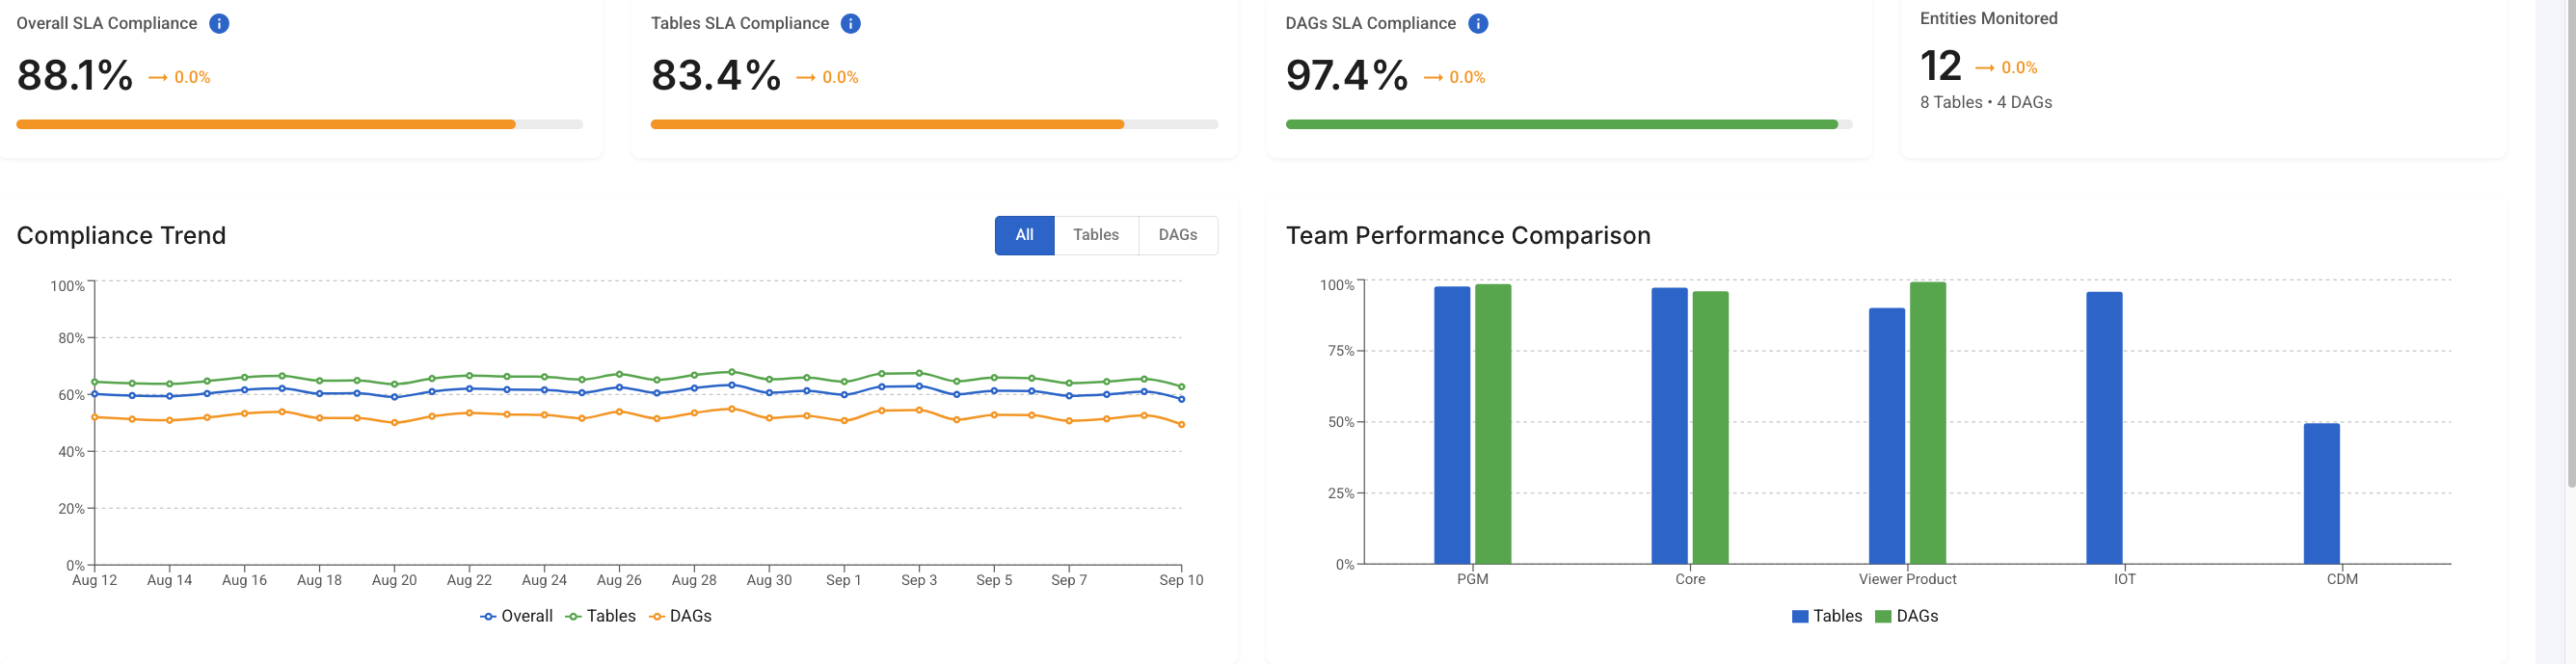 Overall SLA Compliance
88.1% → 0.0%
Tables SLA Compliance
83.4% → 0.0%
DAGs SLA Compliance
97.4% → 0.0%
Entities Monitored
12 → 0.0%
8 Tables • 4 DAGs
Compliance Trend
All Tables DAGs
100%
80%
60%
40%
20%
0%
Aug 12 Aug 14 Aug 16 Aug 18 Aug 20 Aug 22 Aug 24 Aug 26 Aug 28 Aug 30 Sep 1 Sep 3 Sep 5 Sep 7 Sep 10
Overall Tables DAGs
Team Performance Comparison
100%
75%
50%
25%
0%
PGM Core Viewer Product IOT CDM
Tables DAGs